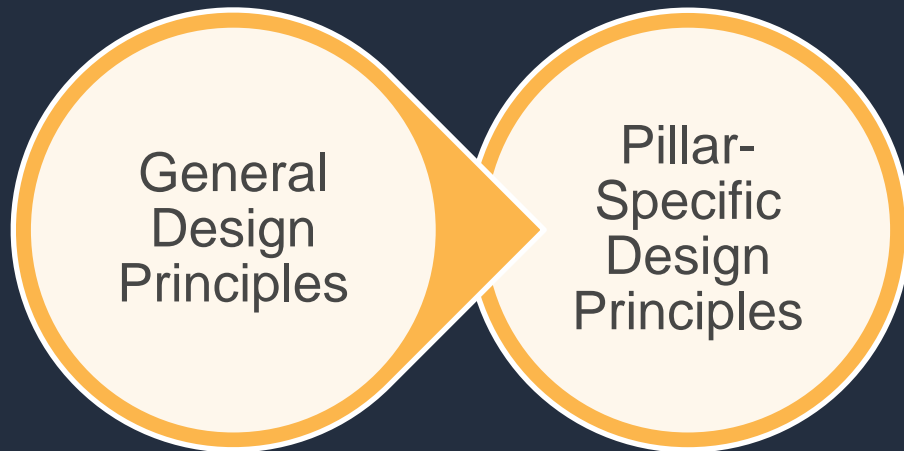 General
Design
Principles
Pillar-
Specific
Design
Principles